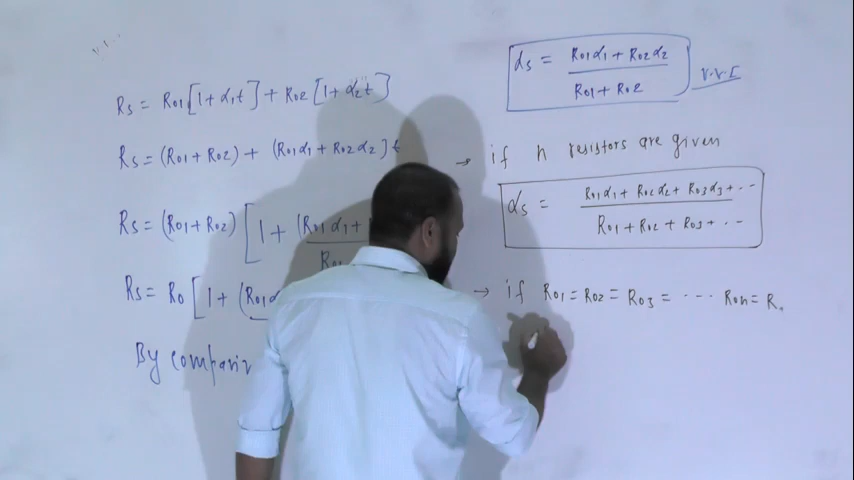 v.v.
Rs = R01[1+α1t] + R02[1+α2t]
Rs = (R01+R02) + (R01α1+R02α2)t
Rs = (R01+R02)[1+(R01α1+
Rs = R0[1+(R01α
By
αs = R01α1+R02α2 / R01+R02
V.V.I
→ if n resistors are given
αs = R01α1+R02α2+R03α3+-- / R01+R02+R03+--
→ if R01=R02=R03=---R0n=R.